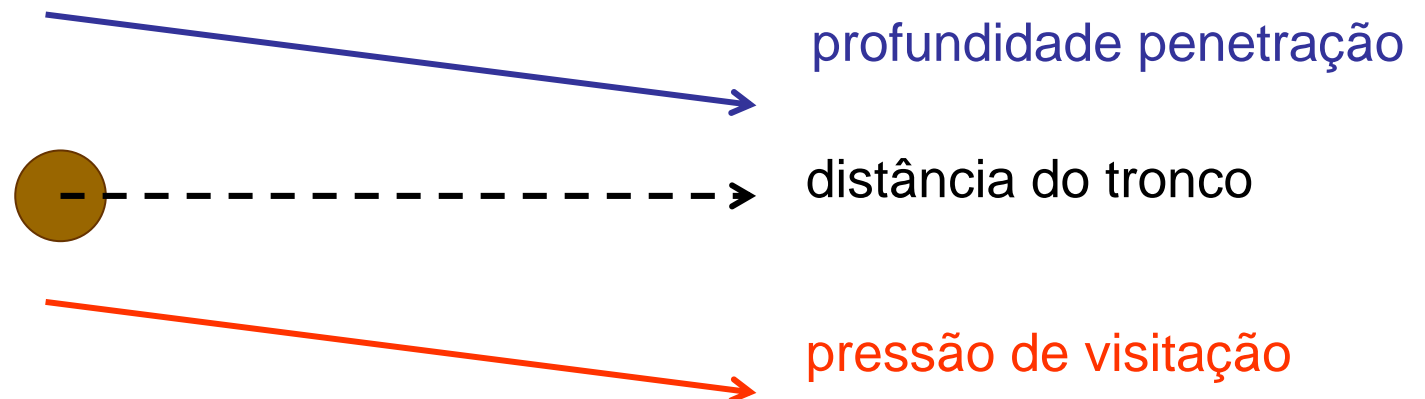 profundidade penetração
distância do tronco
pressão de visitação